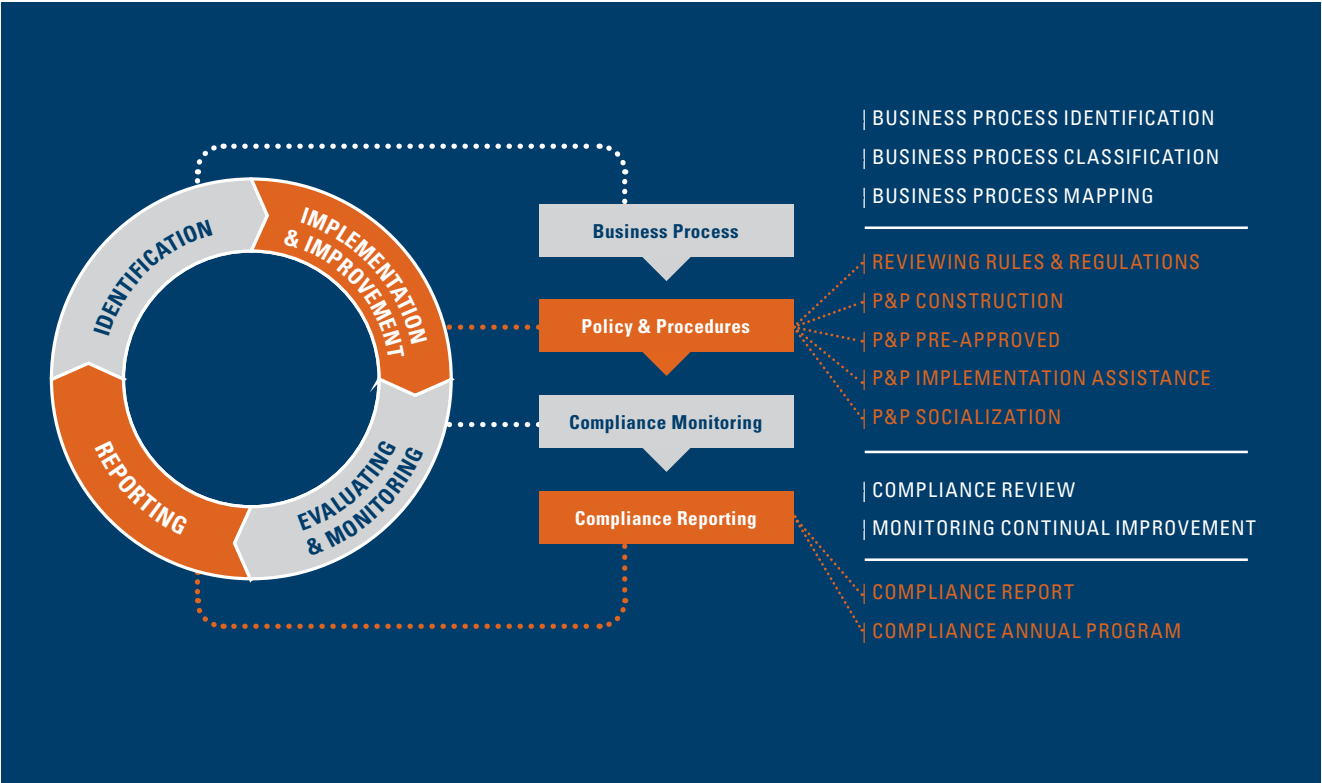 IDENTIFICATION
IMPLEMENTATION
& IMPROVEMENT
EVALUATING
& MONITORING
REPORTING
Business Process
Policy & Procedures
Compliance Monitoring
Compliance Reporting
| BUSINESS PROCESS IDENTIFICATION
| BUSINESS PROCESS CLASSIFICATION
| BUSINESS PROCESS MAPPING
| REVIEWING RULES & REGULATIONS
| P&P CONSTRUCTION
| P&P PRE-APPROVED
| P&P IMPLEMENTATION ASSISTANCE
| P&P SOCIALIZATION
| COMPLIANCE REVIEW
| MONITORING CONTINUAL IMPROVEMENT
| COMPLIANCE REPORT
| COMPLIANCE ANNUAL PROGRAM